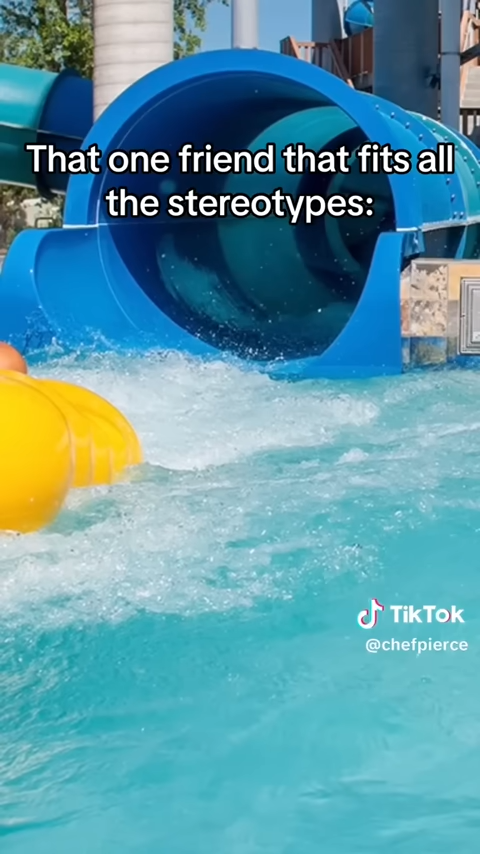 That one friend that fits all
the stereotypes:
TikTok
@chefpierce